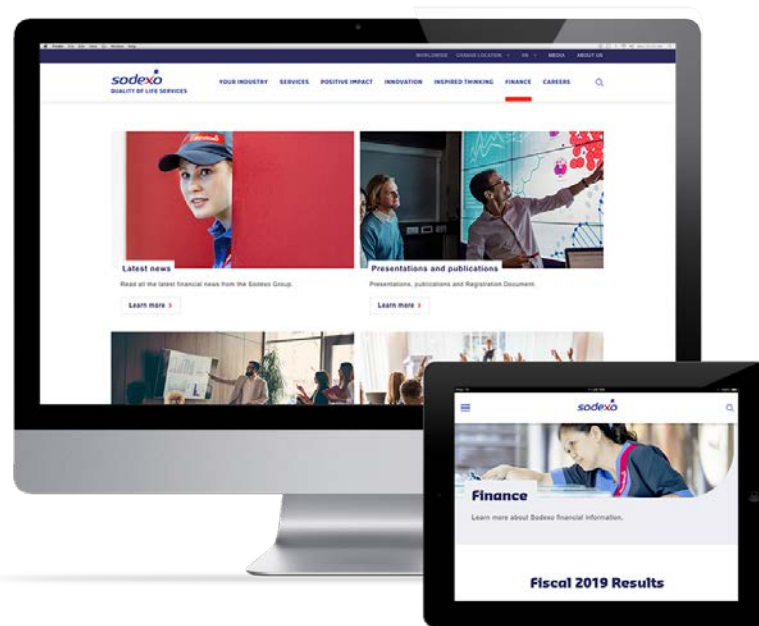 WORLDWIDE CHANGE LOCATION EN MEDIA ABOUT US
sodexo
QUALITY OF LIFE SERVICES
YOUR INDUSTRY SERVICES POSITIVE IMPACT INNOVATION INSPIRED THINKING FINANCE CAREERS
Latest news
Read all the latest financial news from the Sodexo Group.
Learn more
Presentations and publications
Presentations, publications and Registration Document.
Learn more
sodexo
Finance
Learn more about Sodexo financial information.
Fiscal 2019 Results